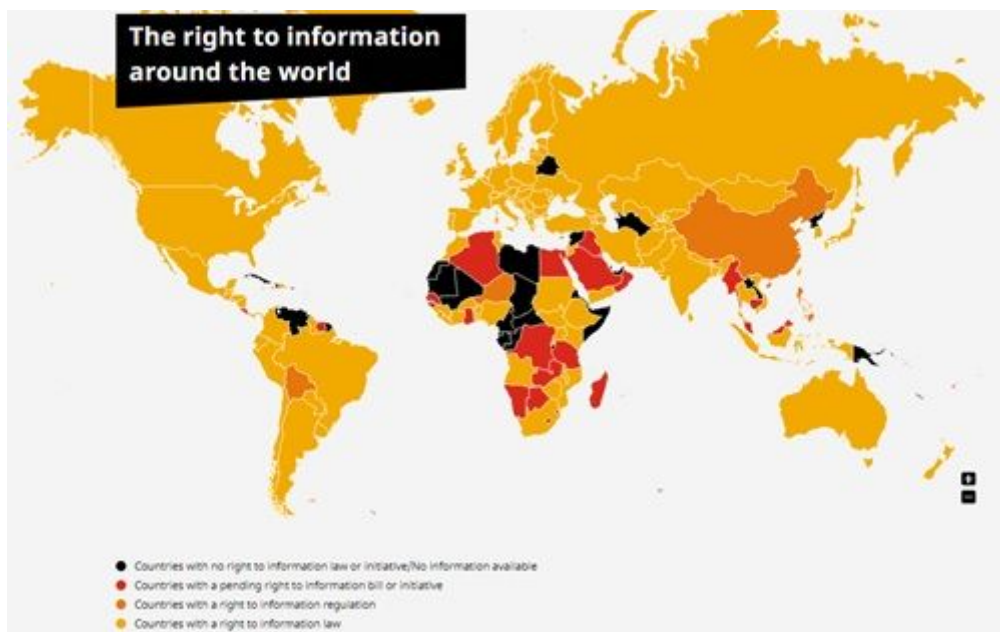 The right to information
around the world
Countries with no right to information law or initiative/No information available
Countries with a pending right to information bill or initiative
Countries with a right to information regulation
Countries with a right to information law